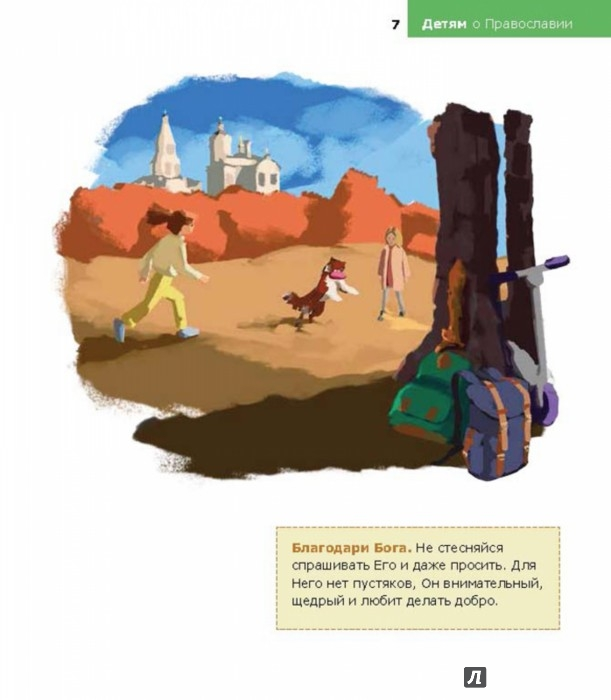 7 Детям о Православии
Благодари Бога. Не стесняйся
спрашивать Его и даже просить. Для
Него нет пустяков, Он внимательный,
щедрый и любит делать добро.
Л